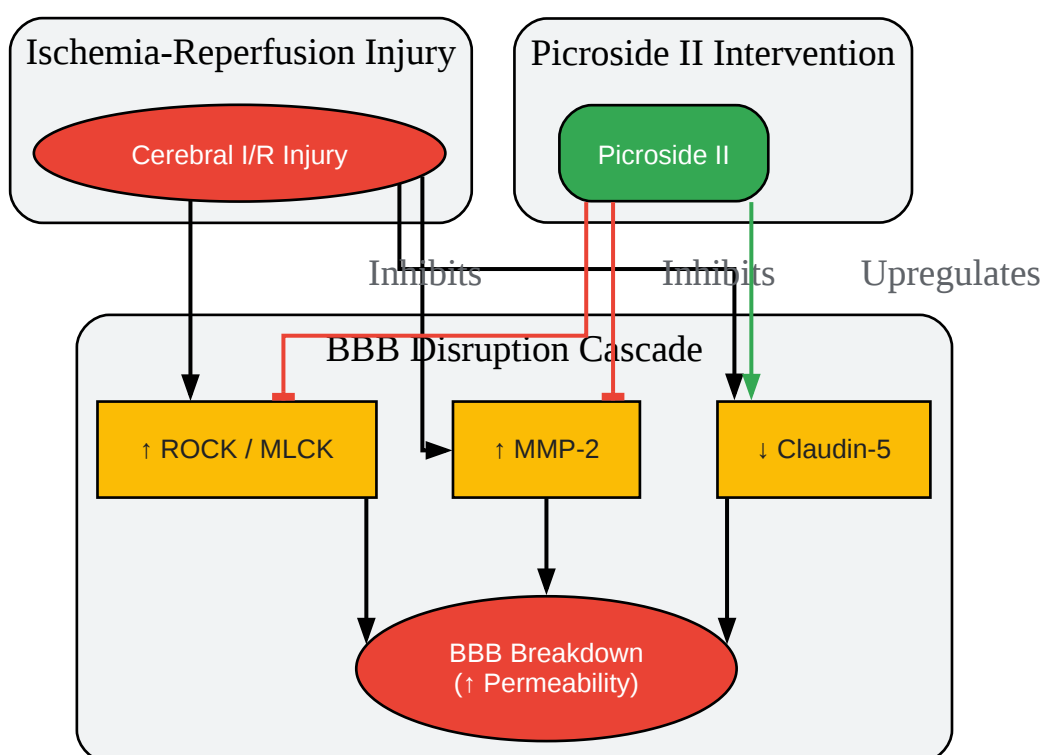 Ischemia-Reperfusion Injury
Picroside II Intervention
Cerebral I/R Injury
Picroside II
Inhibits
Inhibits
Upregulates
BBB Disruption Cascade
↑ ROCK / MLCK
↑ MMP-2
↓ Claudin-5
BBB Breakdown
(↑ Permeability)